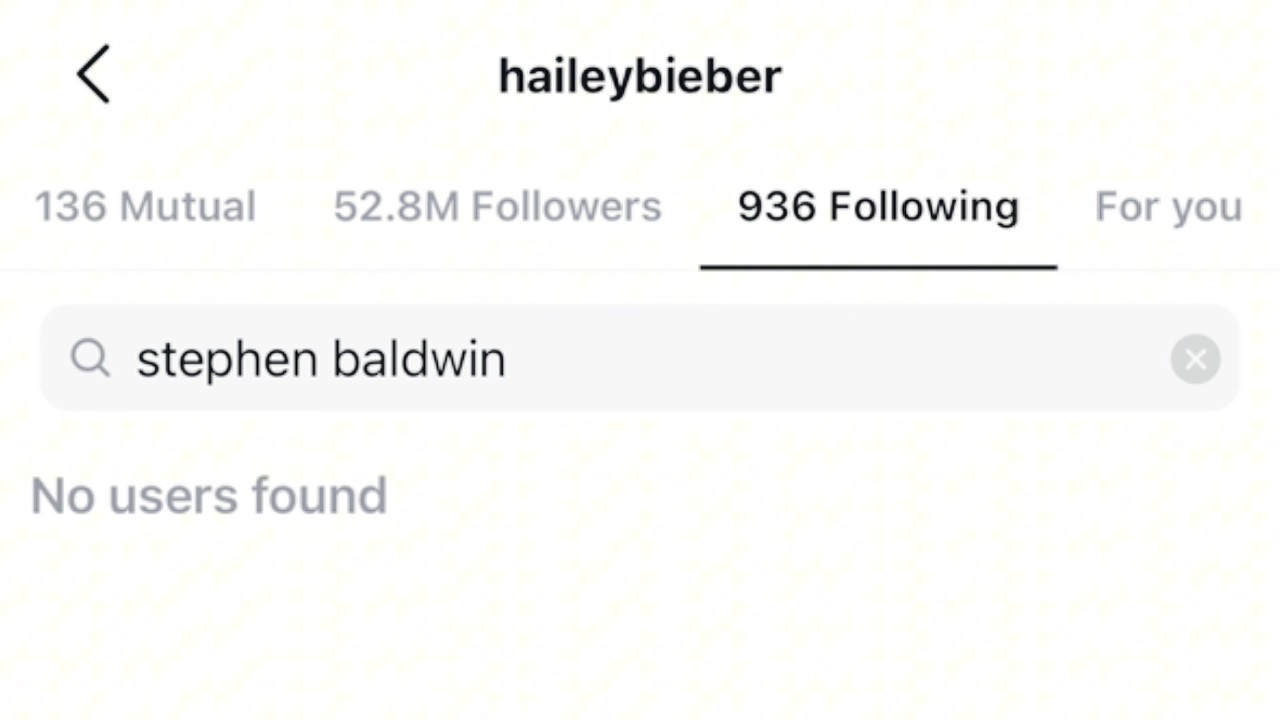 haileybieber
136 Mutual 52.8M Followers 936 Following For you
stephen baldwin
No users found